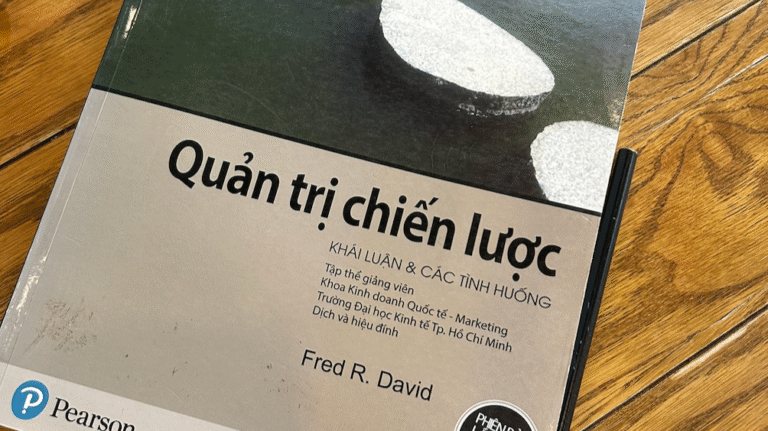 Quản trị chiến lược
KHÁI LUẬN & CÁC TÌNH HUỐNG
Tập thể giảng viên
Khoa Kinh doanh Quốc tế - Marketing
Trường Đại học Kinh tế Tp. Hồ Chí Minh
Dịch và hiệu đính
Fred R. David
Pearson
PHIÊN